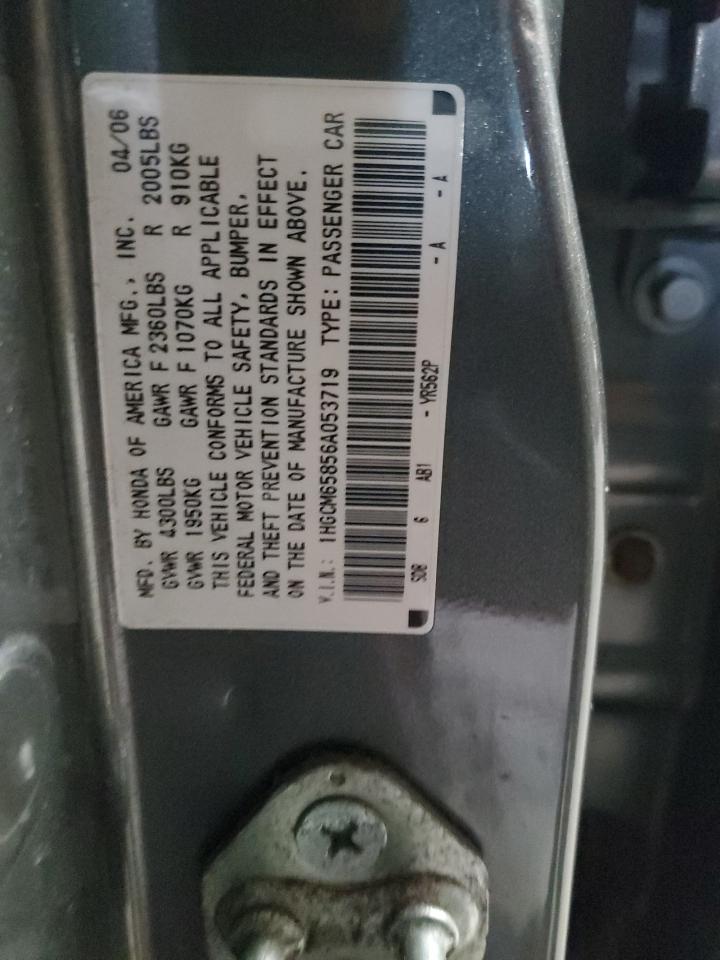 MFD. BY HONDA OF AMERICA MFG., INC. 04/06
GVWR 4300LBS GAWR F 2360LBS R 2005LBS
GVWR 1950KG GAWR F 1070KG R 910KG
THIS VEHICLE CONFORMS TO ALL APPLICABLE
FEDERAL MOTOR VEHICLE SAFETY, BUMPER,
AND THEFT PREVENTION STANDARDS IN EFFECT
ON THE DATE OF MANUFACTURE SHOWN ABOVE.
V.I.N.: 1HGCM65856A053719 TYPE: PASSENGER CAR
SDB 6 AB1 - YR562P - A - A